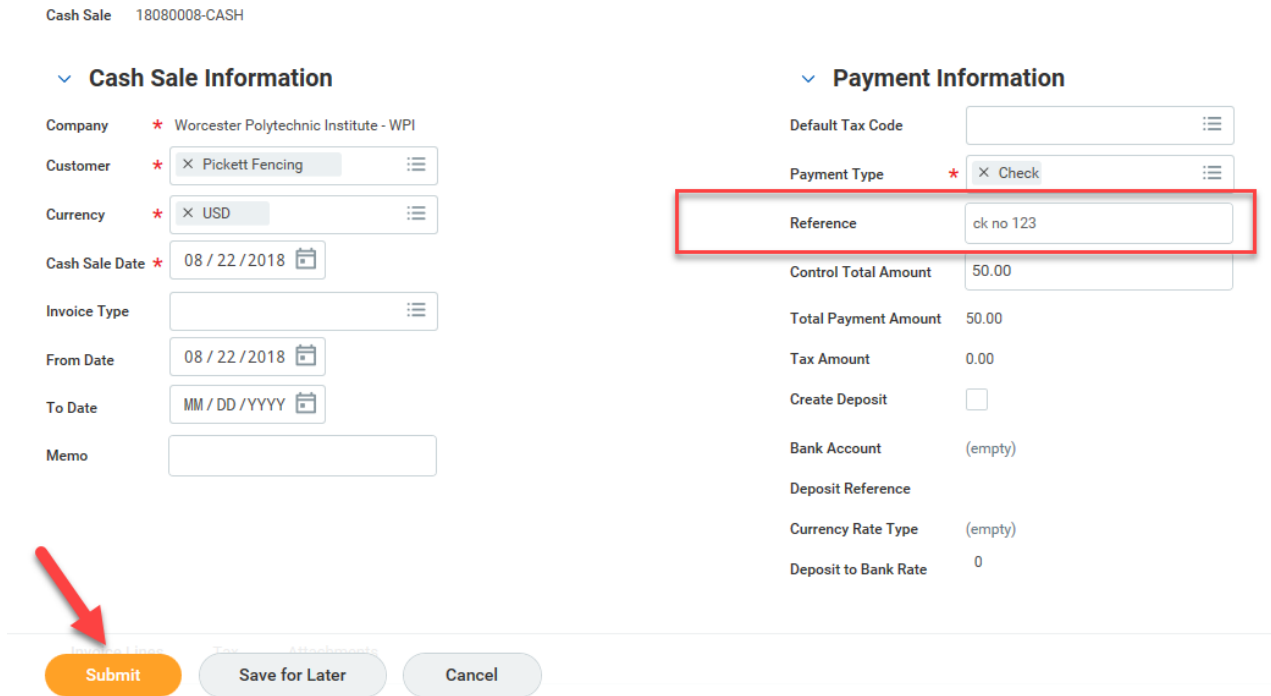 Cash Sale 18080008-CASH
Cash Sale Information
Company * Worcester Polytechnic Institute - WPI
Customer * × Pickett Fencing
Currency * × USD
Cash Sale Date * 08 / 22 / 2018
Invoice Type
From Date 08 / 22 / 2018
To Date MM / DD / YYYY
Memo
Payment Information
Default Tax Code
Payment Type * × Check
Reference ck no 123
Control Total Amount 50.00
Total Payment Amount 50.00
Tax Amount 0.00
Create Deposit
Bank Account (empty)
Deposit Reference
Currency Rate Type (empty)
Deposit to Bank Rate 0
Invoice Lines Tax Attachments
Submit Save for Later Cancel